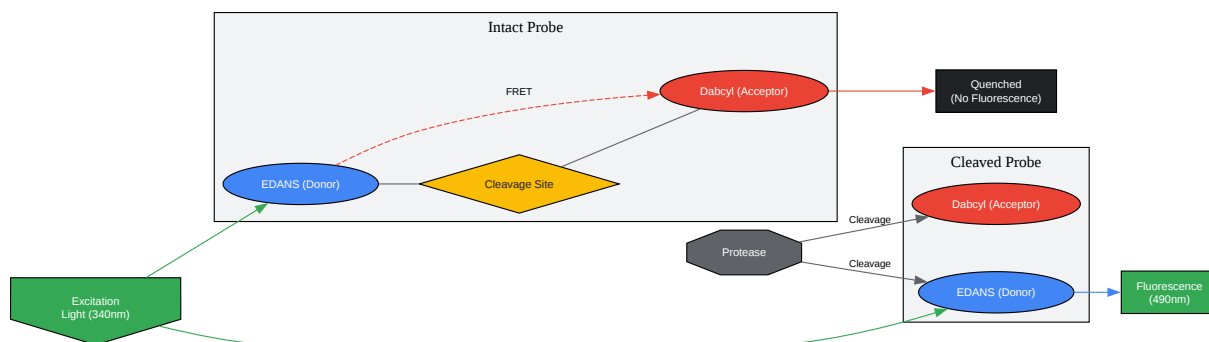 Intact Probe
FRET
Dabcyl (Acceptor)
Quenched
(No Fluorescence)
EDANS (Donor)
Cleavage Site
Cleaved Probe
Dabcyl (Acceptor)
Cleavage
Protease
Cleavage
EDANS (Donor)
Fluorescence
(490nm)
Excitation
Light (340nm)